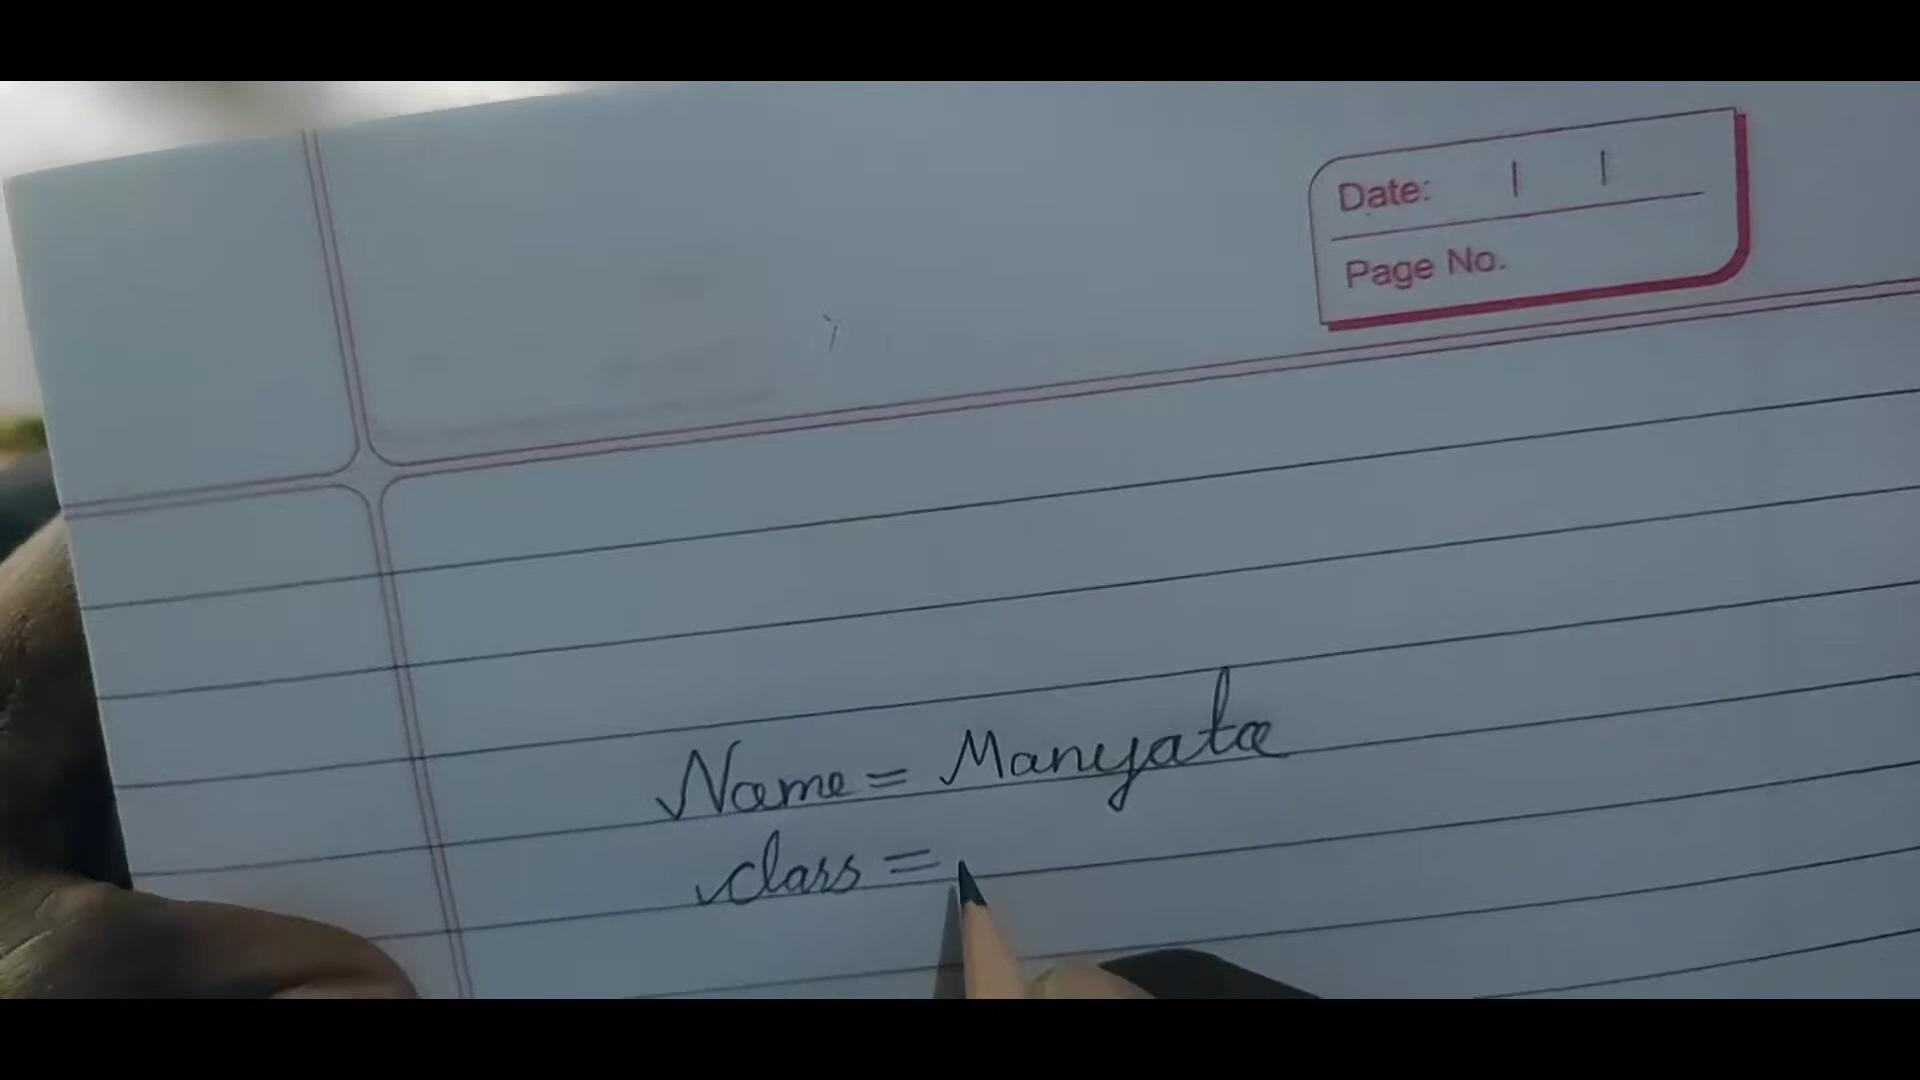 Date: | |
Page No.
Name = Manyata
class =